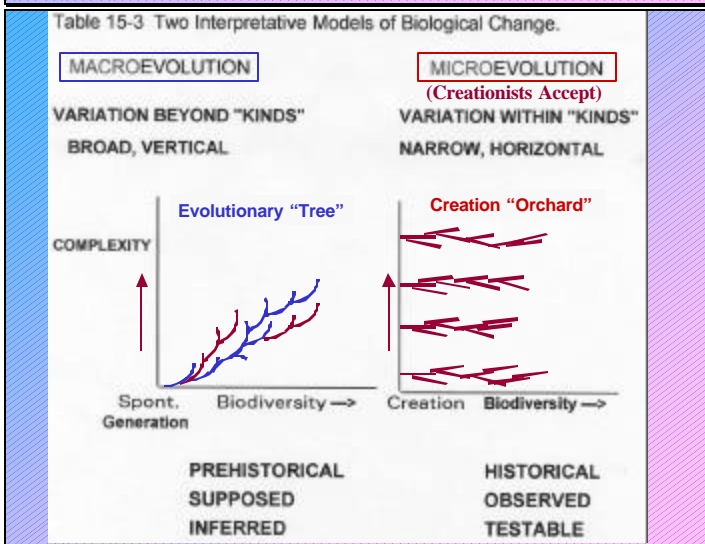 Table 15-3 Two Interpretative Models of Biological Change.
MACROEVOLUTION
VARIATION BEYOND "KINDS"
BROAD, VERTICAL
MICROEVOLUTION
(Creationists Accept)
VARIATION WITHIN "KINDS"
NARROW, HORIZONTAL
Evolutionary “Tree”
COMPLEXITY
Spont.
Generation
Biodiversity —>
Creation “Orchard”
Creation
Biodiversity —>
PREHISTORICAL
SUPPOSED
INFERRED
HISTORICAL
OBSERVED
TESTABLE